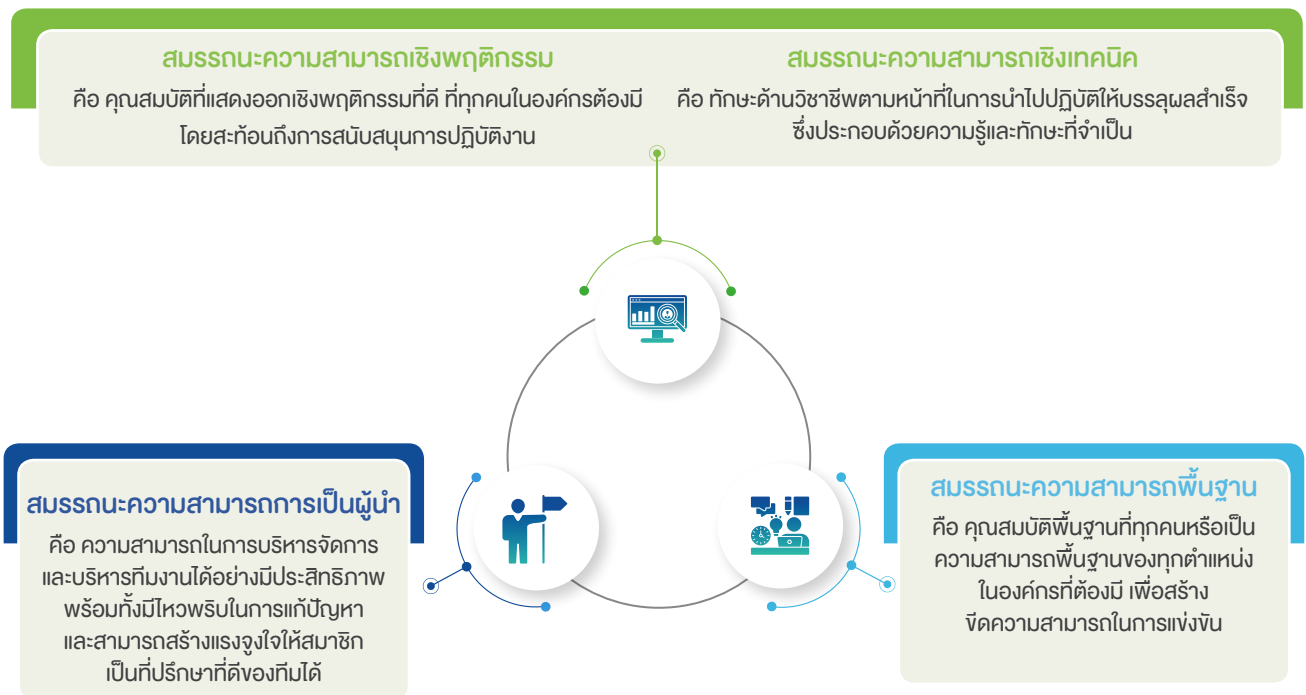 สมรรถนะความสามารถเชิงพฤติกรรม
คือ คุณสมบัติที่แสดงออกเชิงพฤติกรรมที่ดี ที่ทุกคนในองค์กรต้องมี
โดยสะท้อนถึงการสนับสนุนการปฏิบัติงาน
สมรรถนะความสามารถเชิงเทคนิค
คือ ทักษะด้านวิชาชีพตามหน้าที่ในการนำไปปฏิบัติให้บรรลุผลสำเร็จ
ซึ่งประกอบด้วยความรู้และทักษะที่จำเป็น
สมรรถนะความสามารถการเป็นผู้นำ
คือ ความสามารถในการบริหารจัดการ
และบริหารทีมงานได้อย่างมีประสิทธิภาพ
พร้อมทั้งมีไหวพริบในการแก้ปัญหา
และสามารถสร้างแรงจูงใจให้สมาชิก
เป็นที่ปรึกษาที่ดีของทีมได้
สมรรถนะความสามารถพื้นฐาน
คือ คุณสมบัติพื้นฐานที่ทุกคนหรือเป็น
ความสามารถพื้นฐานของทุกตำแหน่ง
ในองค์กรที่ต้องมี เพื่อสร้าง
ขีดความสามารถในการแข่งขัน